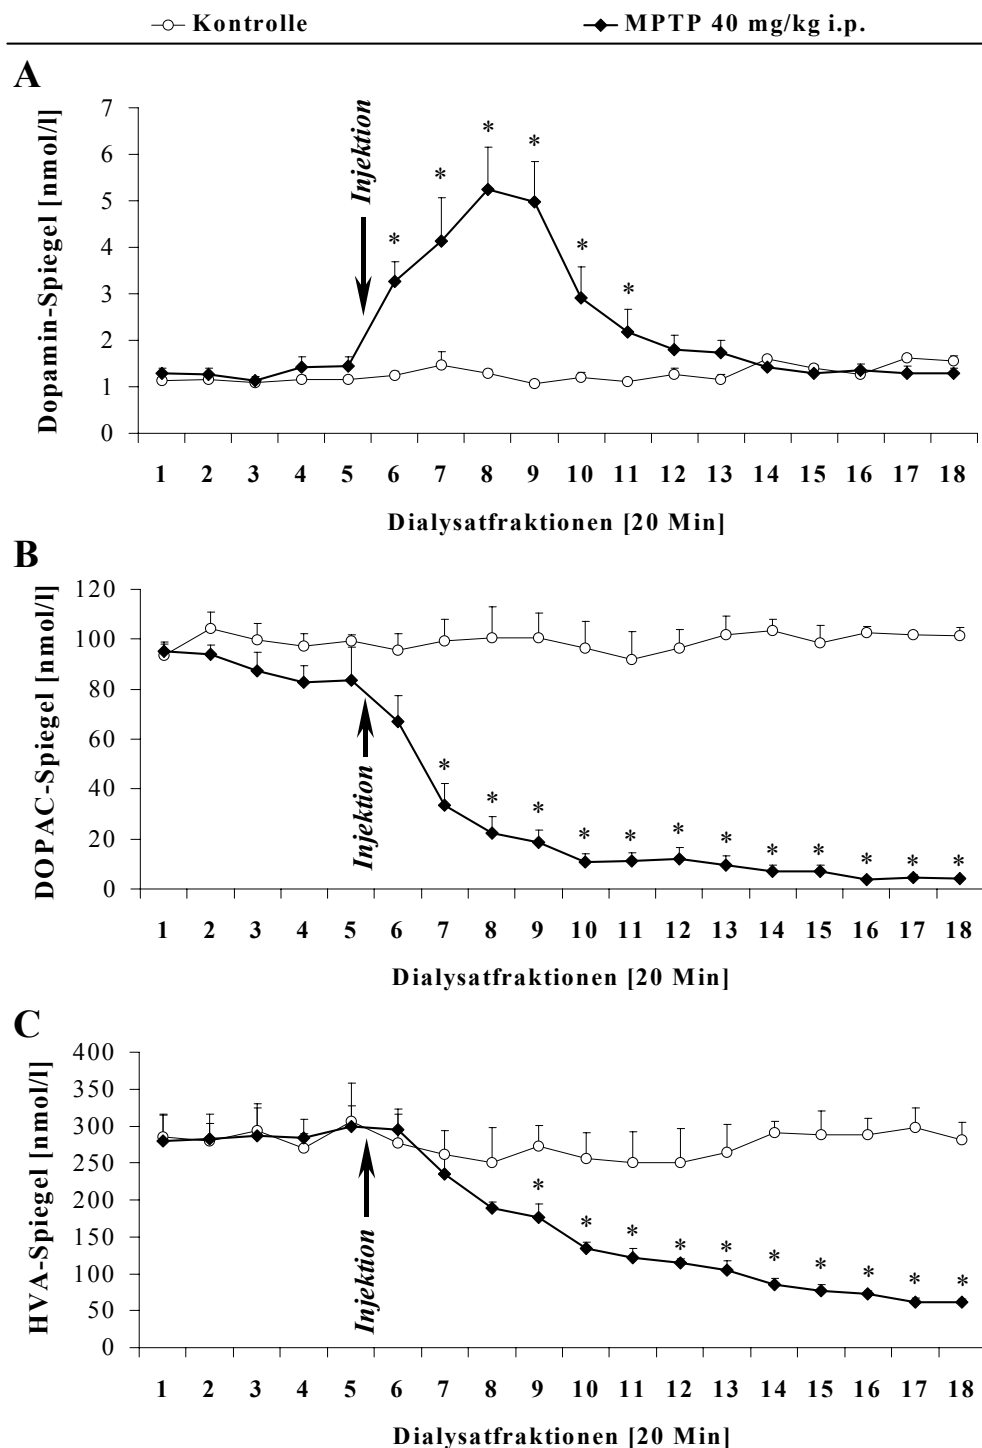 Kontrolle MPTP 40 mg/kg i.p.
A
Dopamin-Spiegel [nmol/l]
7
6
5
4
3
2
1
0
Injektion
* * * * * *
1 2 3 4 5 6 7 8 9 10 11 12 13 14 15 16 17 18
Dialysatfraktionen [20 Min]
B
DOPAC-Spiegel [nmol/l]
120
100
80
60
40
20
0
Injektion
* * * * * * * * * * * *
1 2 3 4 5 6 7 8 9 10 11 12 13 14 15 16 17 18
Dialysatfraktionen [20 Min]
C
HVA-Spiegel [nmol/l]
400
350
300
250
200
150
100
50
0
Injektion
* * * * * * * * * *
1 2 3 4 5 6 7 8 9 10 11 12 13 14 15 16 17 18
Dialysatfraktionen [20 Min]